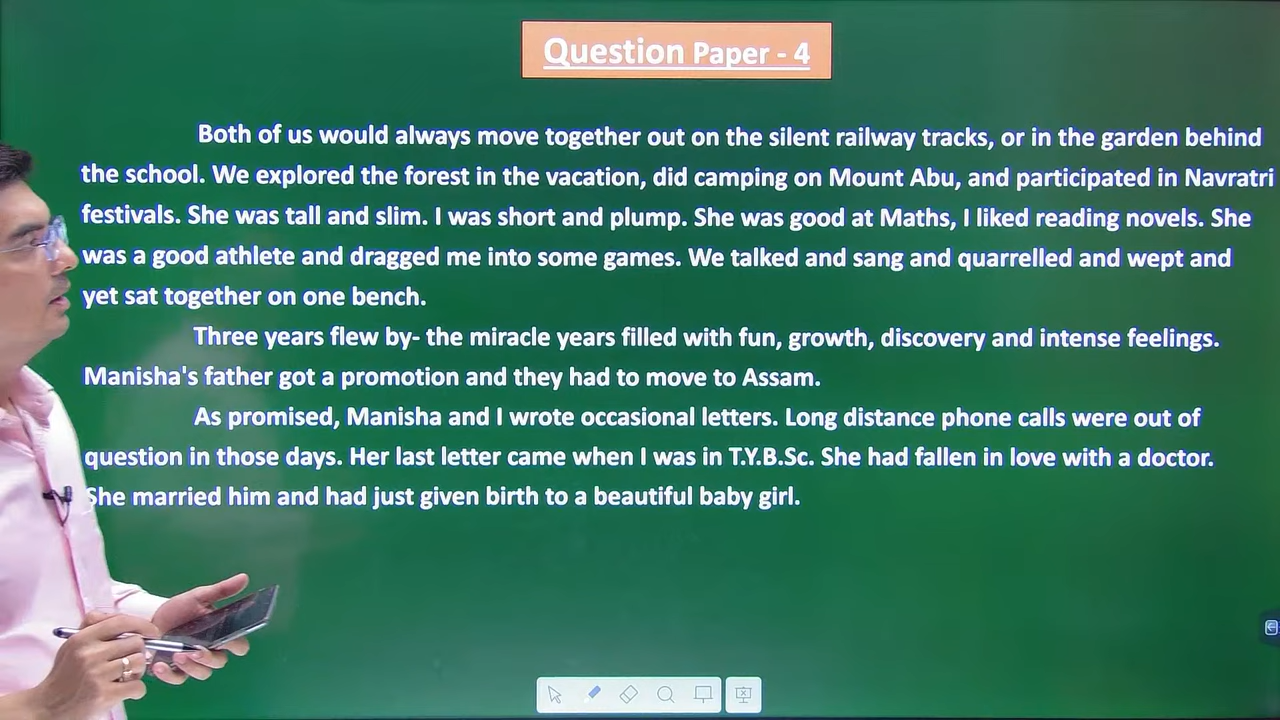 Question Paper - 4
Both of us would always move together out on the silent railway tracks, or in the garden behind
the school. We explored the forest in the vacation, did camping on Mount Abu, and participated in Navratri
festivals. She was tall and slim. I was short and plump. She was good at Maths, I liked reading novels. She
was a good athlete and dragged me into some games. We talked and sang and quarrelled and wept and
yet sat together on one bench.
Three years flew by- the miracle years filled with fun, growth, discovery and intense feelings.
Manisha's father got a promotion and they had to move to Assam.
As promised, Manisha and I wrote occasional letters. Long distance phone calls were out of
question in those days. Her last letter came when I was in T.Y.B.Sc. She had fallen in love with a doctor.
She married him and had just given birth to a beautiful baby girl.